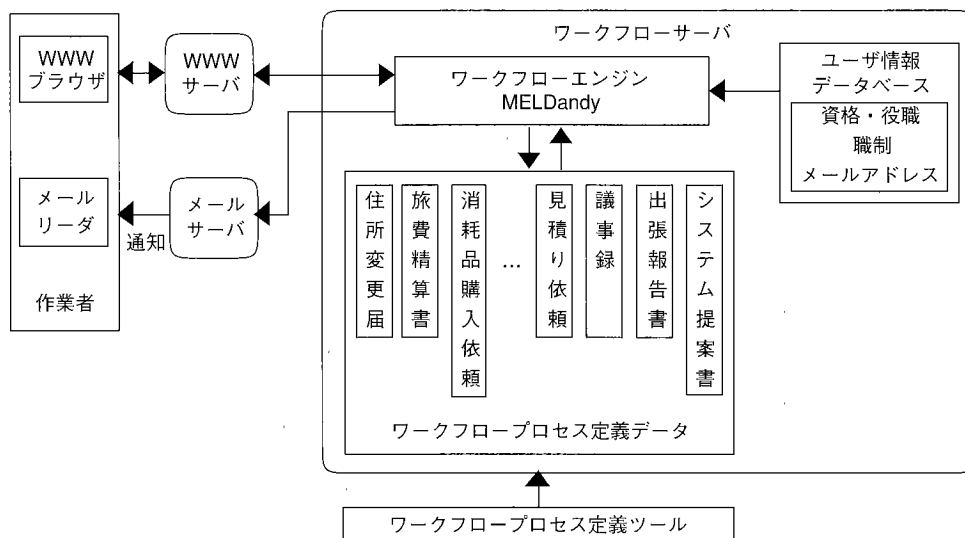 ワークフローサーバ
WWW
ブラウザ
WWW
サーバ
ワークフローエンジン
MELDandy
ユーザ情報
データベース
資格・役職
職制
メールアドレス
メール
リーダ
通知
メール
サーバ
作業者
住所変更届
旅費精算書
消耗品購入依頼
…
見積り依頼
議事録
出張報告書
システム提案書
ワークフロープロセス定義データ
ワークフロープロセス定義ツール